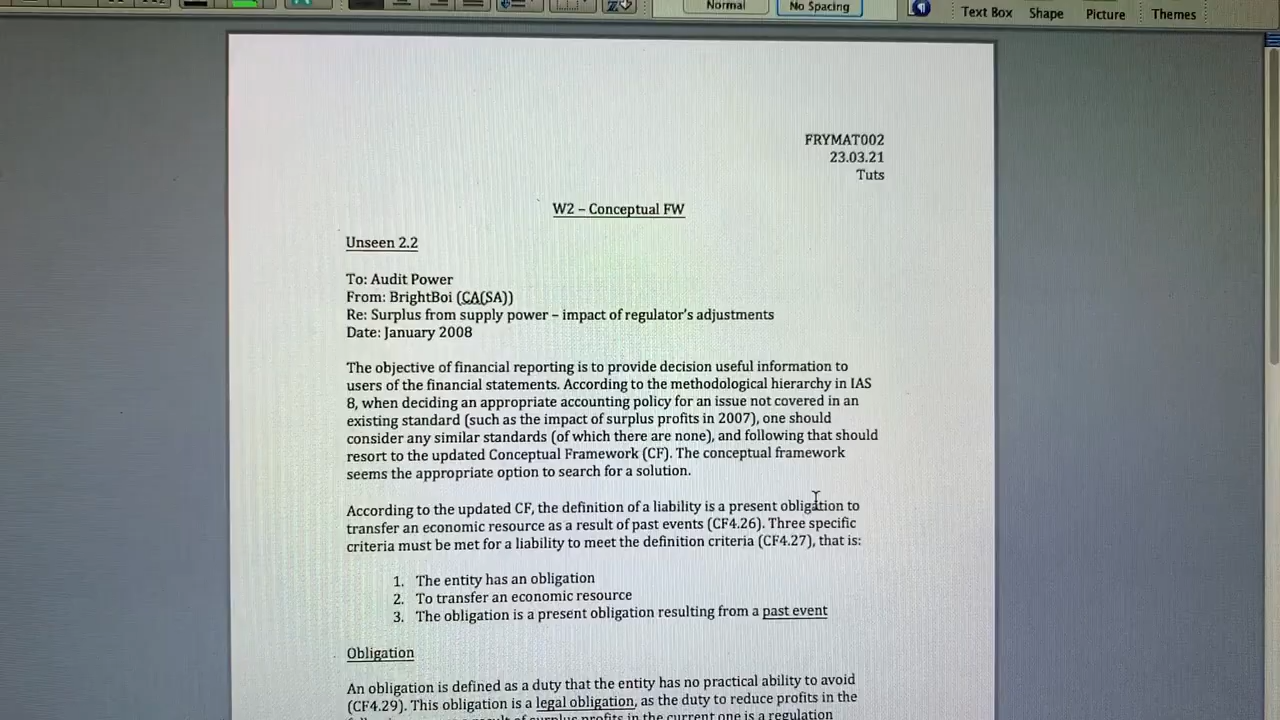 Normal
No Spacing
Text Box Shape Picture Themes
FRYMAT002
23.03.21
Tuts
W2 – Conceptual FW
Unseen 2.2
To: Audit Power
From: BrightBoi (CA(SA))
Re: Surplus from supply power – impact of regulator's adjustments
Date: January 2008
The objective of financial reporting is to provide decision useful information to
users of the financial statements. According to the methodological hierarchy in IAS
8, when deciding an appropriate accounting policy for an issue not covered in an
existing standard (such as the impact of surplus profits in 2007), one should
consider any similar standards (of which there are none), and following that should
resort to the updated Conceptual Framework (CF). The conceptual framework
seems the appropriate option to search for a solution.
According to the updated CF, the definition of a liability is a present obligation to
transfer an economic resource as a result of past events (CF4.26). Three specific
criteria must be met for a liability to meet the definition criteria (CF4.27), that is:
1. The entity has an obligation
2. To transfer an economic resource
3. The obligation is a present obligation resulting from a past event
Obligation
An obligation is defined as a duty that the entity has no practical ability to avoid
(CF4.29). This obligation is a legal obligation, as the duty to reduce profits in the
result of surplus profits in the current one is a regulation